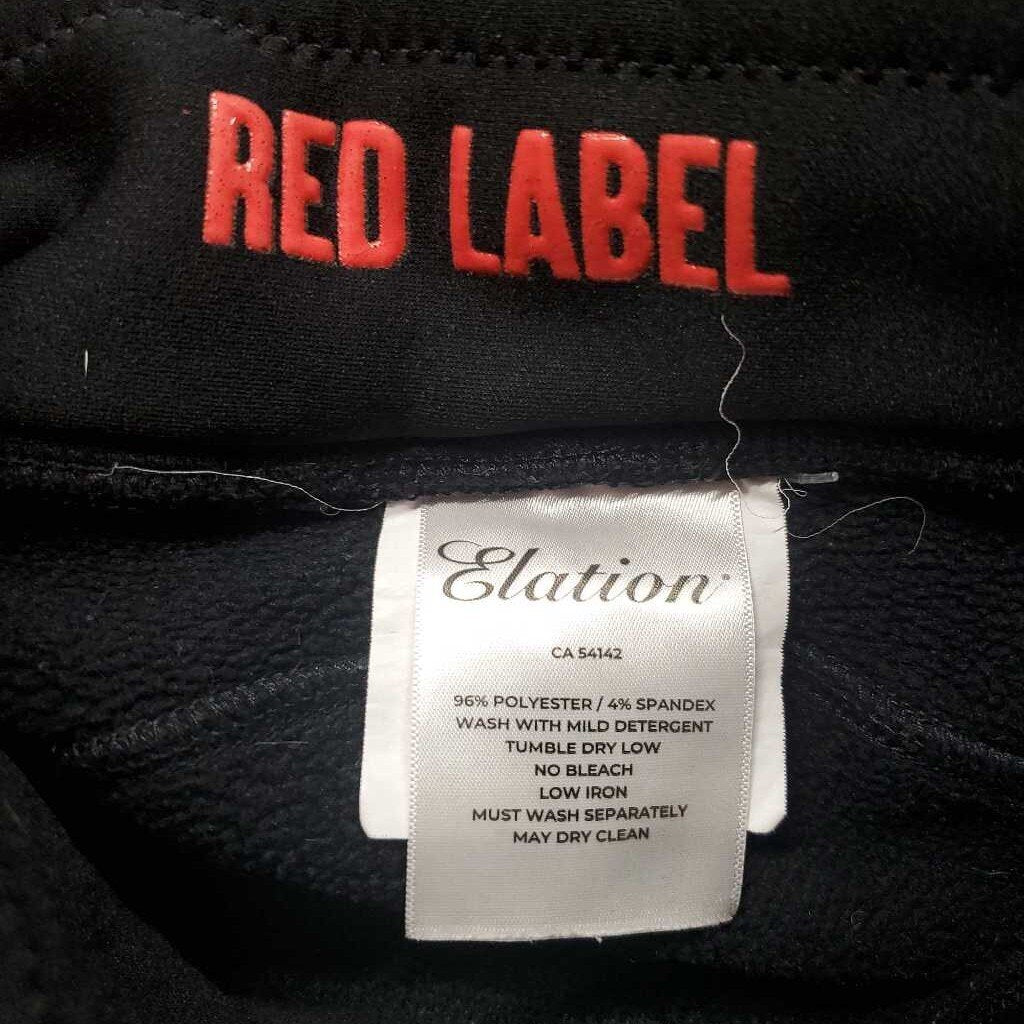 RED LABEL
Elation
CA 54142
96% POLYESTER / 4% SPANDEX
WASH WITH MILD DETERGENT
TUMBLE DRY LOW
NO BLEACH
LOW IRON
MUST WASH SEPARATELY
MAY DRY CLEAN